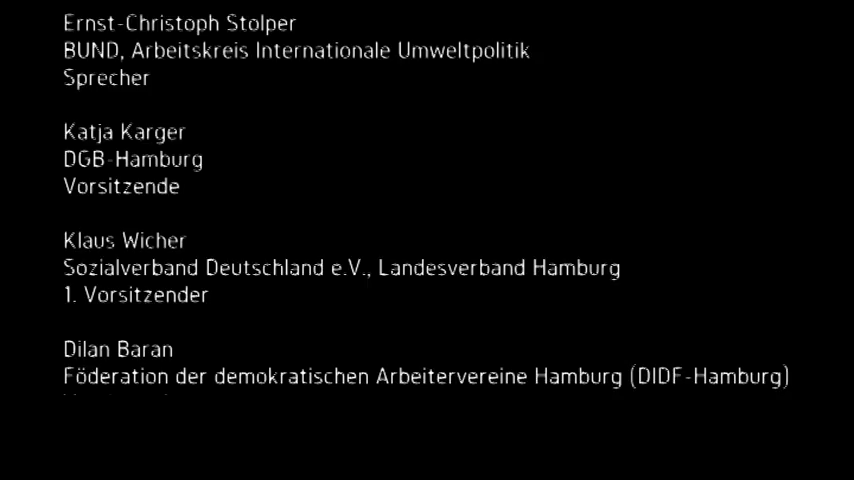 Ernst-Christoph Stolper
BUND, Arbeitskreis Internationale Umweltpolitik
Sprecher
Katja Karger
DGB-Hamburg
Vorsitzende
Klaus Wicher
Sozialverband Deutschland e.V., Landesverband Hamburg
1. Vorsitzender
Dilan Baran
Föderation der demokratischen Arbeitervereine Hamburg (DIDF-Hamburg)